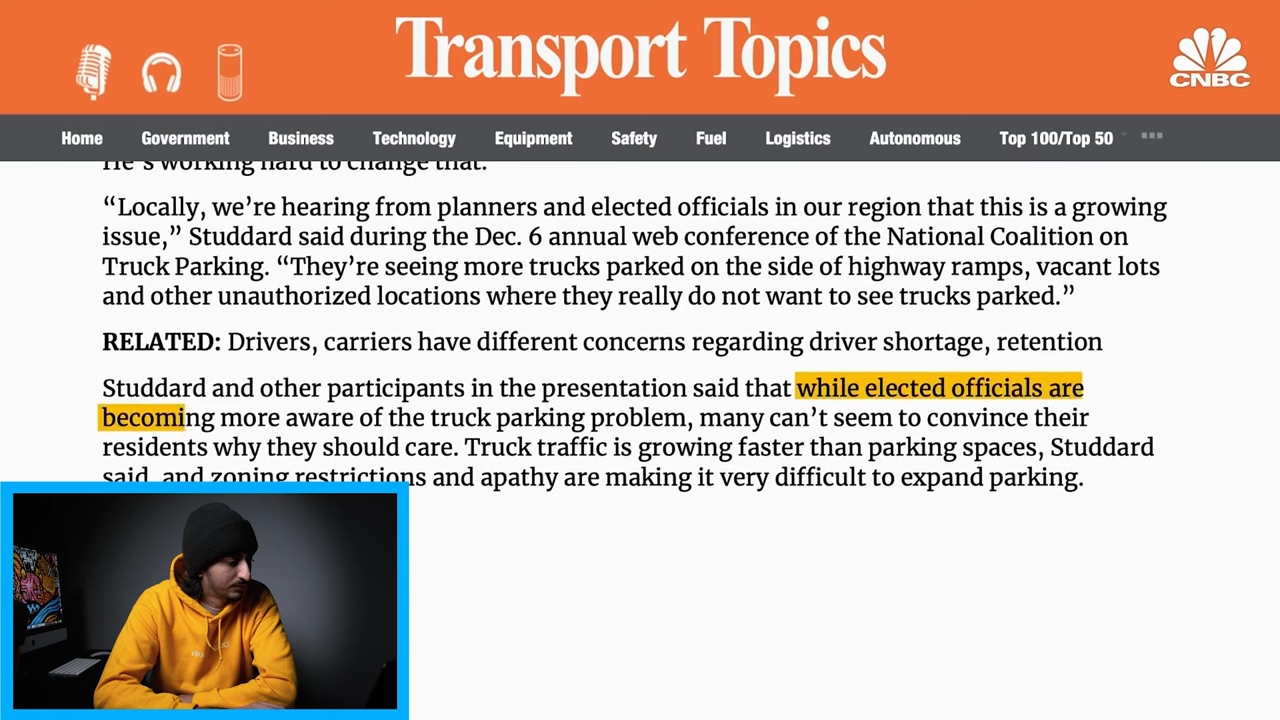 Transport Topics
CNBC
Home Government Business Technology Equipment Safety Fuel Logistics Autonomous Top 100/Top 50
He's working hard to change that.
“Locally, we’re hearing from planners and elected officials in our region that this is a growing
issue,” Studdard said during the Dec. 6 annual web conference of the National Coalition on
Truck Parking. “They’re seeing more trucks parked on the side of highway ramps, vacant lots
and other unauthorized locations where they really do not want to see trucks parked.”
RELATED: Drivers, carriers have different concerns regarding driver shortage, retention
Studdard and other participants in the presentation said that while elected officials are
becoming more aware of the truck parking problem, many can’t seem to convince their
residents why they should care. Truck traffic is growing faster than parking spaces, Studdard
said, and zoning restrictions and apathy are making it very difficult to expand parking.